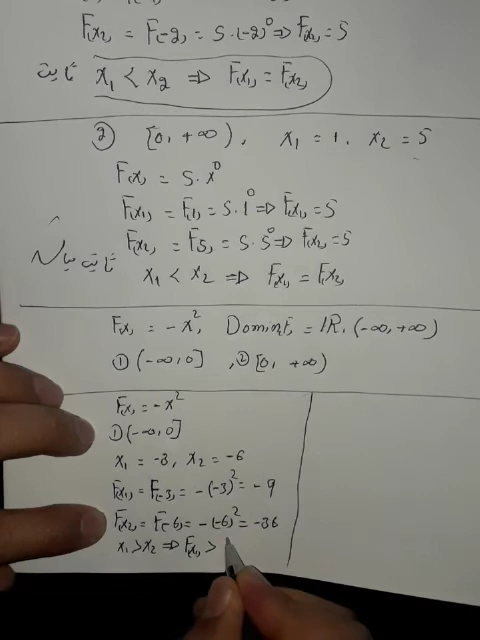 F(x₂) = F(-2) = 5·(-2)⁰ ⇒ F(x₂) = 5
ثابت x₁ < x₂ ⇒ F(x₁) = F(x₂)
② [0, +∞), x₁ = 1, x₂ = 5
F(x) = 5·x⁰
F(x₁) = F(1) = 5·1⁰ ⇒ F(x₁) = 5
F(x₂) = F(5) = 5·5⁰ ⇒ F(x₂) = 5
ثابت
x₁ < x₂ ⇒ F(x₁) = F(x₂)
F(x) = -x², Domin f, = IR, (-∞, +∞)
① (-∞, 0] , ② [0, +∞)
F(x) = -x²
① (-∞, 0]
x₁ = -3, x₂ = -6
F(x₁) = F(-3) = -(-3)² = -9
F(x₂) = F(-6) = -(-6)² = -36
x₁ > x₂ ⇒ F(x₁) >